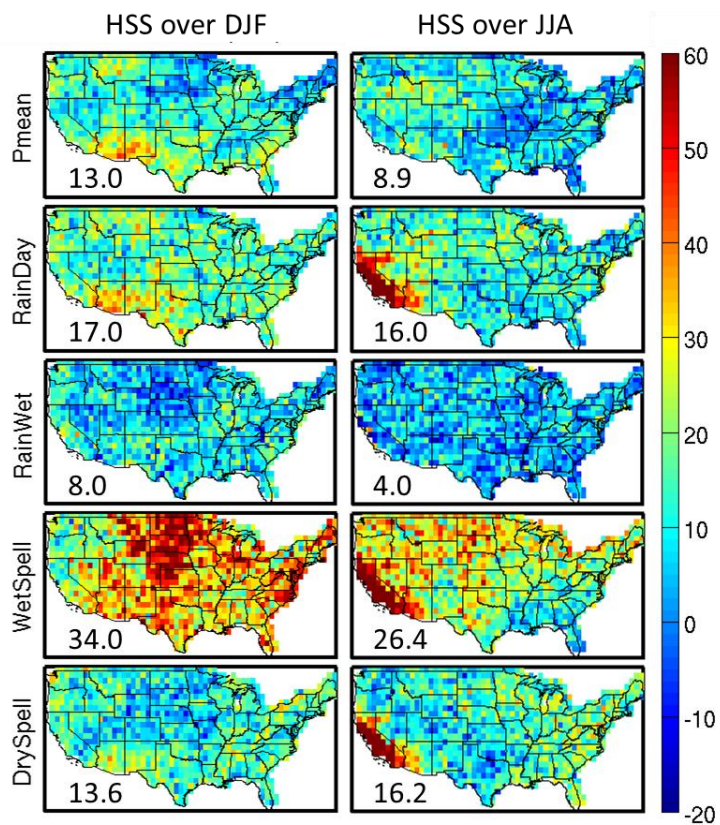 HSS over DJF HSS over JJA
Pmean 13.0 8.9
RainDay 17.0 16.0
RainWet 8.0 4.0
WetSpell 34.0 26.4
DrySpell 13.6 16.2
60
50
40
30
20
10
0
-10
-20